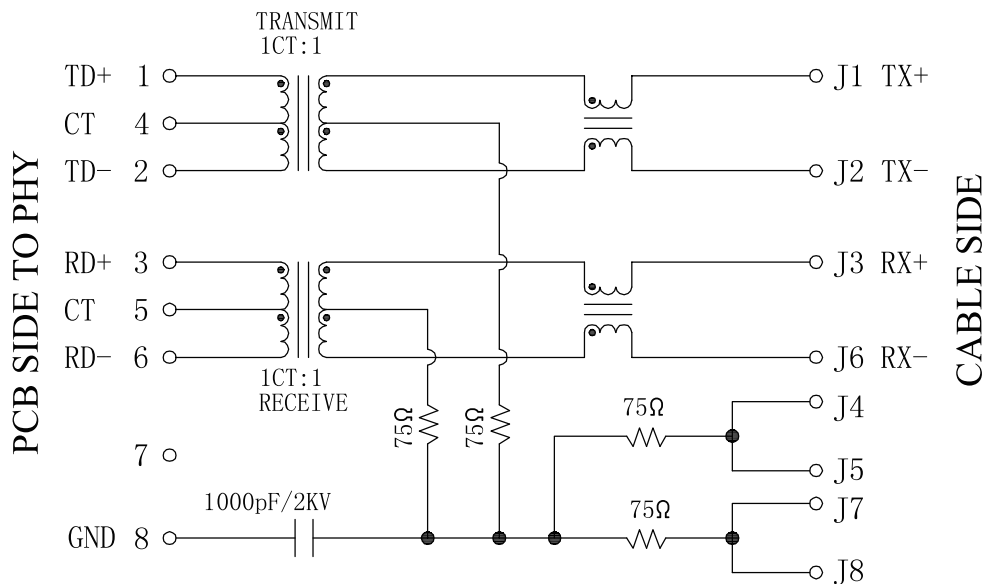 TRANSMIT
1CT:1
TD+ 1
J1 TX+
CT 4
TD- 2
J2 TX-
RD+ 3
J3 RX+
CT 5
RD- 6
J6 RX-
1CT:1
RECEIVE
PCB SIDE TO PHY
CABLE SIDE
75Ω
75Ω
75Ω
J4
7
J5
1000pF/2KV
75Ω
J7
GND 8
J8